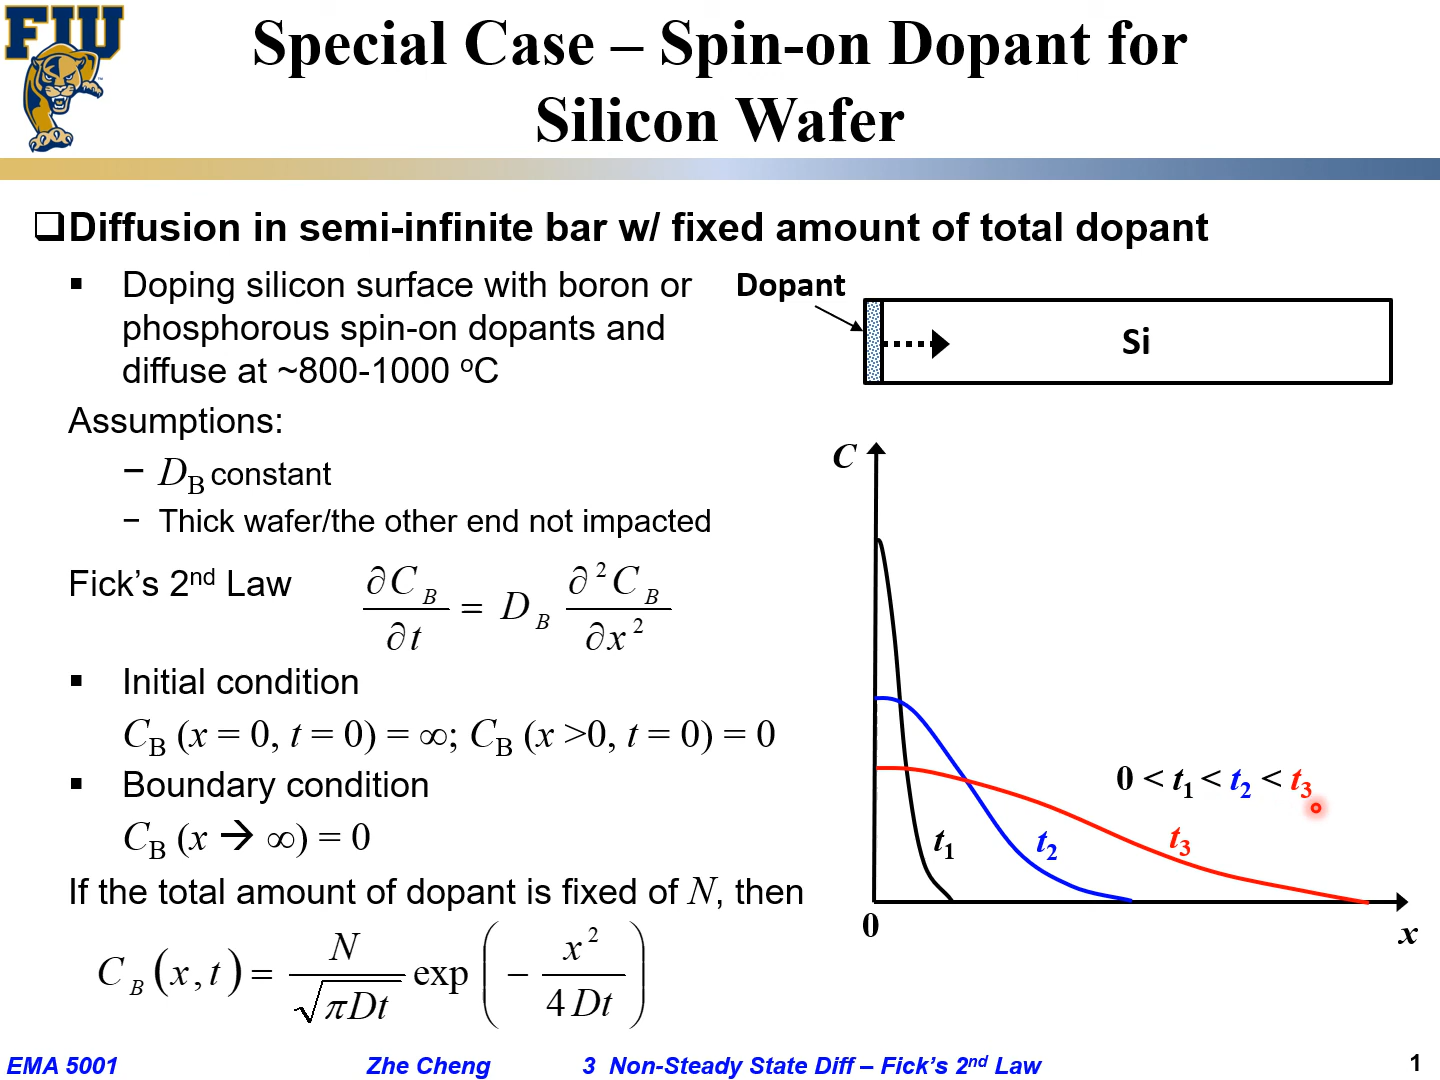 FIU
Special Case – Spin-on Dopant for
Silicon Wafer
❑Diffusion in semi-infinite bar w/ fixed amount of total dopant
▪ Doping silicon surface with boron or
phosphorous spin-on dopants and
diffuse at ~800-1000 ᵒC
Assumptions:
− D_B constant
− Thick wafer/the other end not impacted
Fick’s 2nd Law ∂C_B/∂t = D_B ∂²C_B/∂x²
▪ Initial condition
C_B (x = 0, t = 0) = ∞; C_B (x >0, t = 0) = 0
▪ Boundary condition
C_B (x → ∞) = 0
If the total amount of dopant is fixed of N, then
C_B(x,t) = N/√(πDt) exp(− x²/4Dt)
Dopant
Si
C
0 < t₁ < t₂ < t₃
t₁
t₂
t₃
0
x
EMA 5001 Zhe Cheng 3 Non-Steady State Diff – Fick’s 2nd Law 1